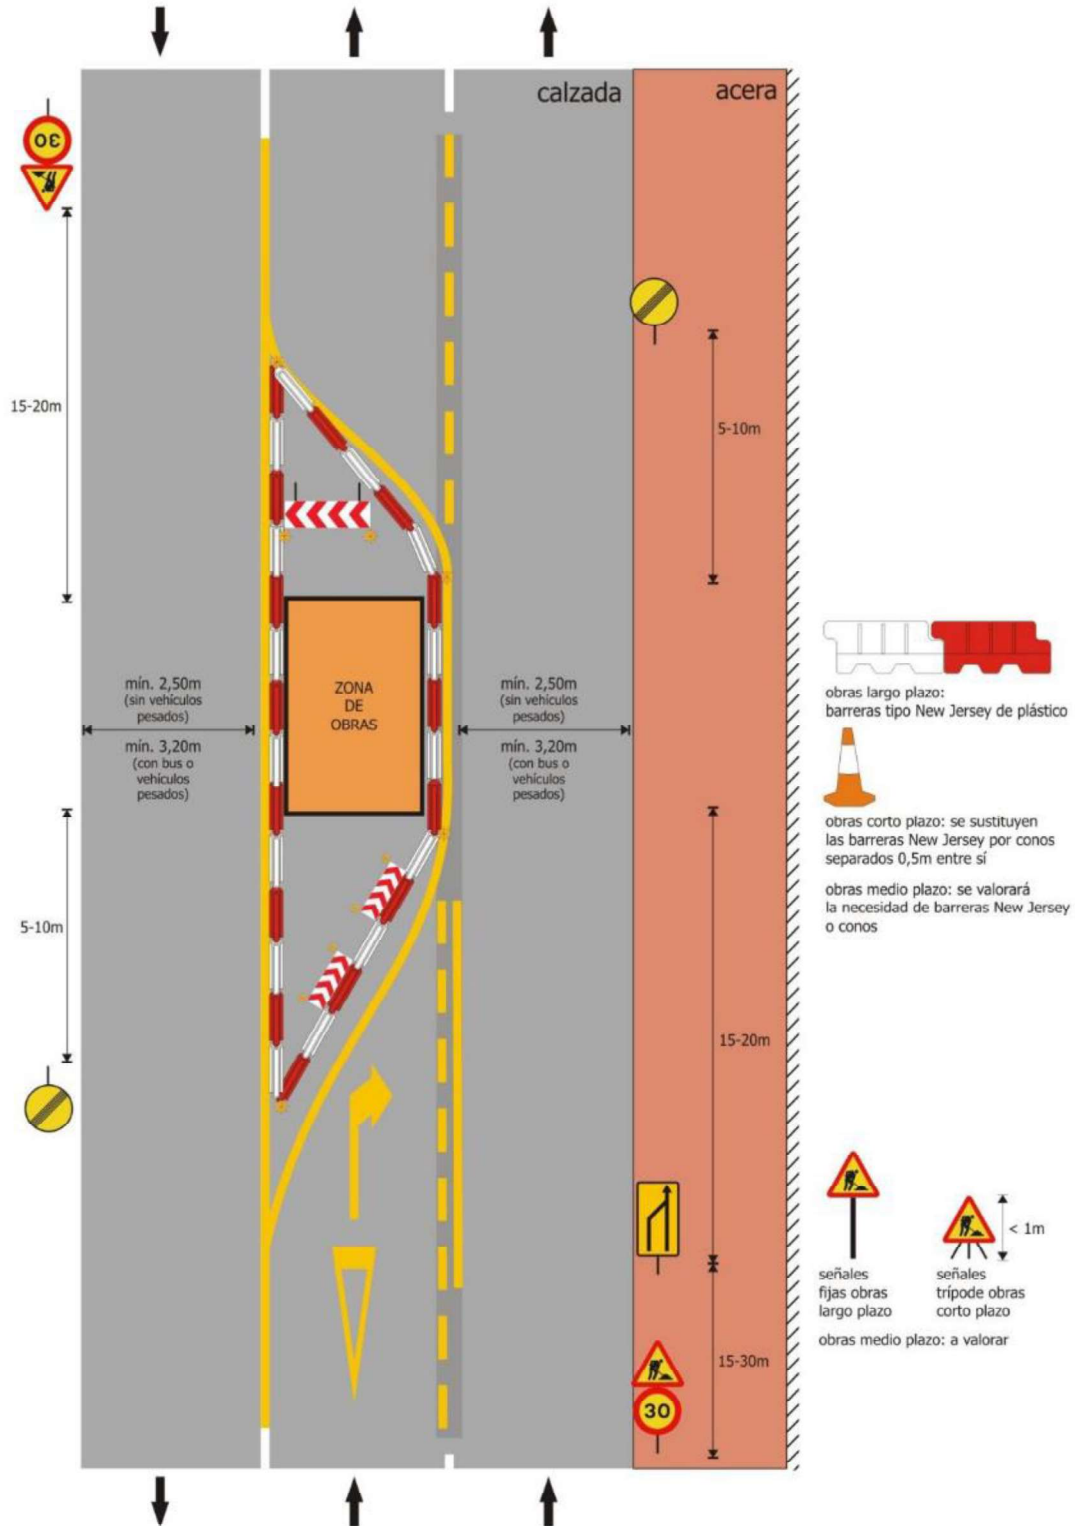 calzada
acera
30
15-20m
5-10m
mín. 2,50m
(sin vehículos
pesados)
mín. 3,20m
(con bus o
vehículos
pesados)
ZONA
DE
OBRAS
mín. 2,50m
(sin vehículos
pesados)
mín. 3,20m
(con bus o
vehículos
pesados)
obras largo plazo:
barreras tipo New Jersey de plástico
obras corto plazo: se sustituyen
las barreras New Jersey por conos
separados 0,5m entre sí
obras medio plazo: se valorará
la necesidad de barreras New Jersey
o conos
5-10m
15-20m
< 1m
señales
fijas obras
largo plazo
señales
trípode obras
corto plazo
obras medio plazo: a valorar
15-30m
30